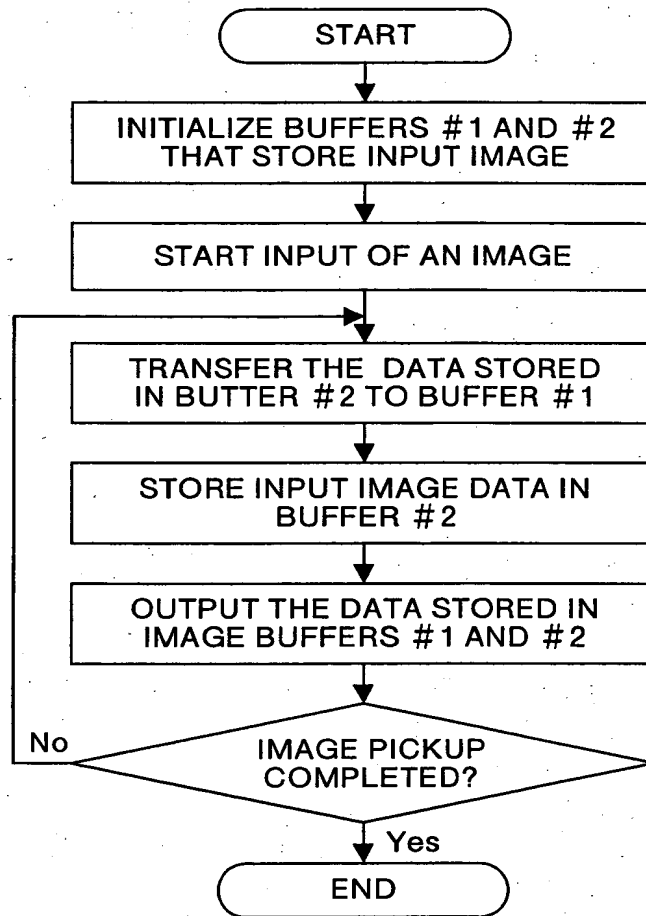 START
INITIALIZE BUFFERS #1 AND #2
THAT STORE INPUT IMAGE
START INPUT OF AN IMAGE
TRANSFER THE DATA STORED
IN BUTTER #2 TO BUFFER #1
STORE INPUT IMAGE DATA IN
BUFFER #2
OUTPUT THE DATA STORED IN
IMAGE BUFFERS #1 AND #2
No
IMAGE PICKUP
COMPLETED?
Yes
END